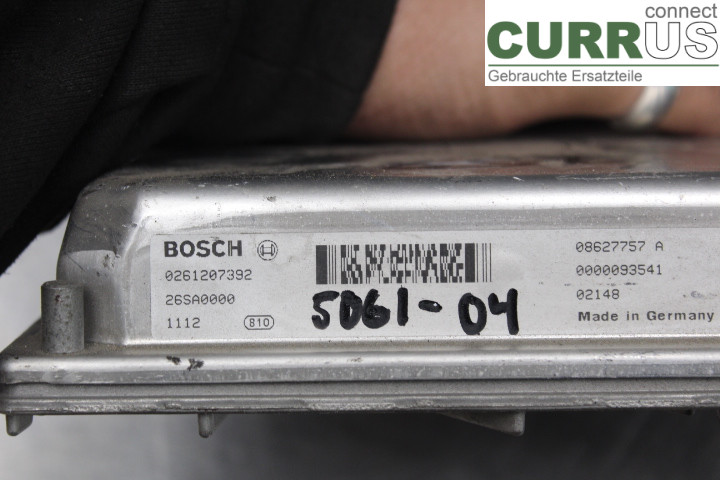 connect
CURRUS
Gebrauchte Ersatzteile
BOSCH
0261207392
26SA0000
1112 810
5061-04
08627757 A
0000093541
02148
Made in Germany